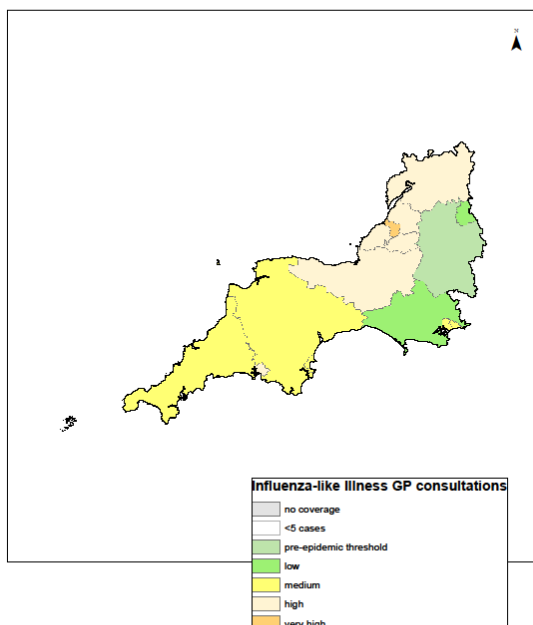 N
Influenza-like Illness GP consultations
no coverage
<5 cases
pre-epidemic threshold
low
medium
high
very high